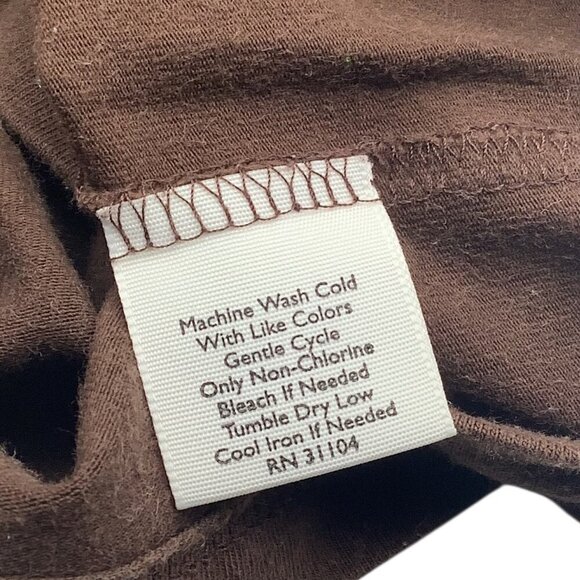 Machine Wash Cold
With Like Colors
Gentle Cycle
Only Non-Chlorine
Bleach If Needed
Tumble Dry Low
Cool Iron If Needed
RN 31104